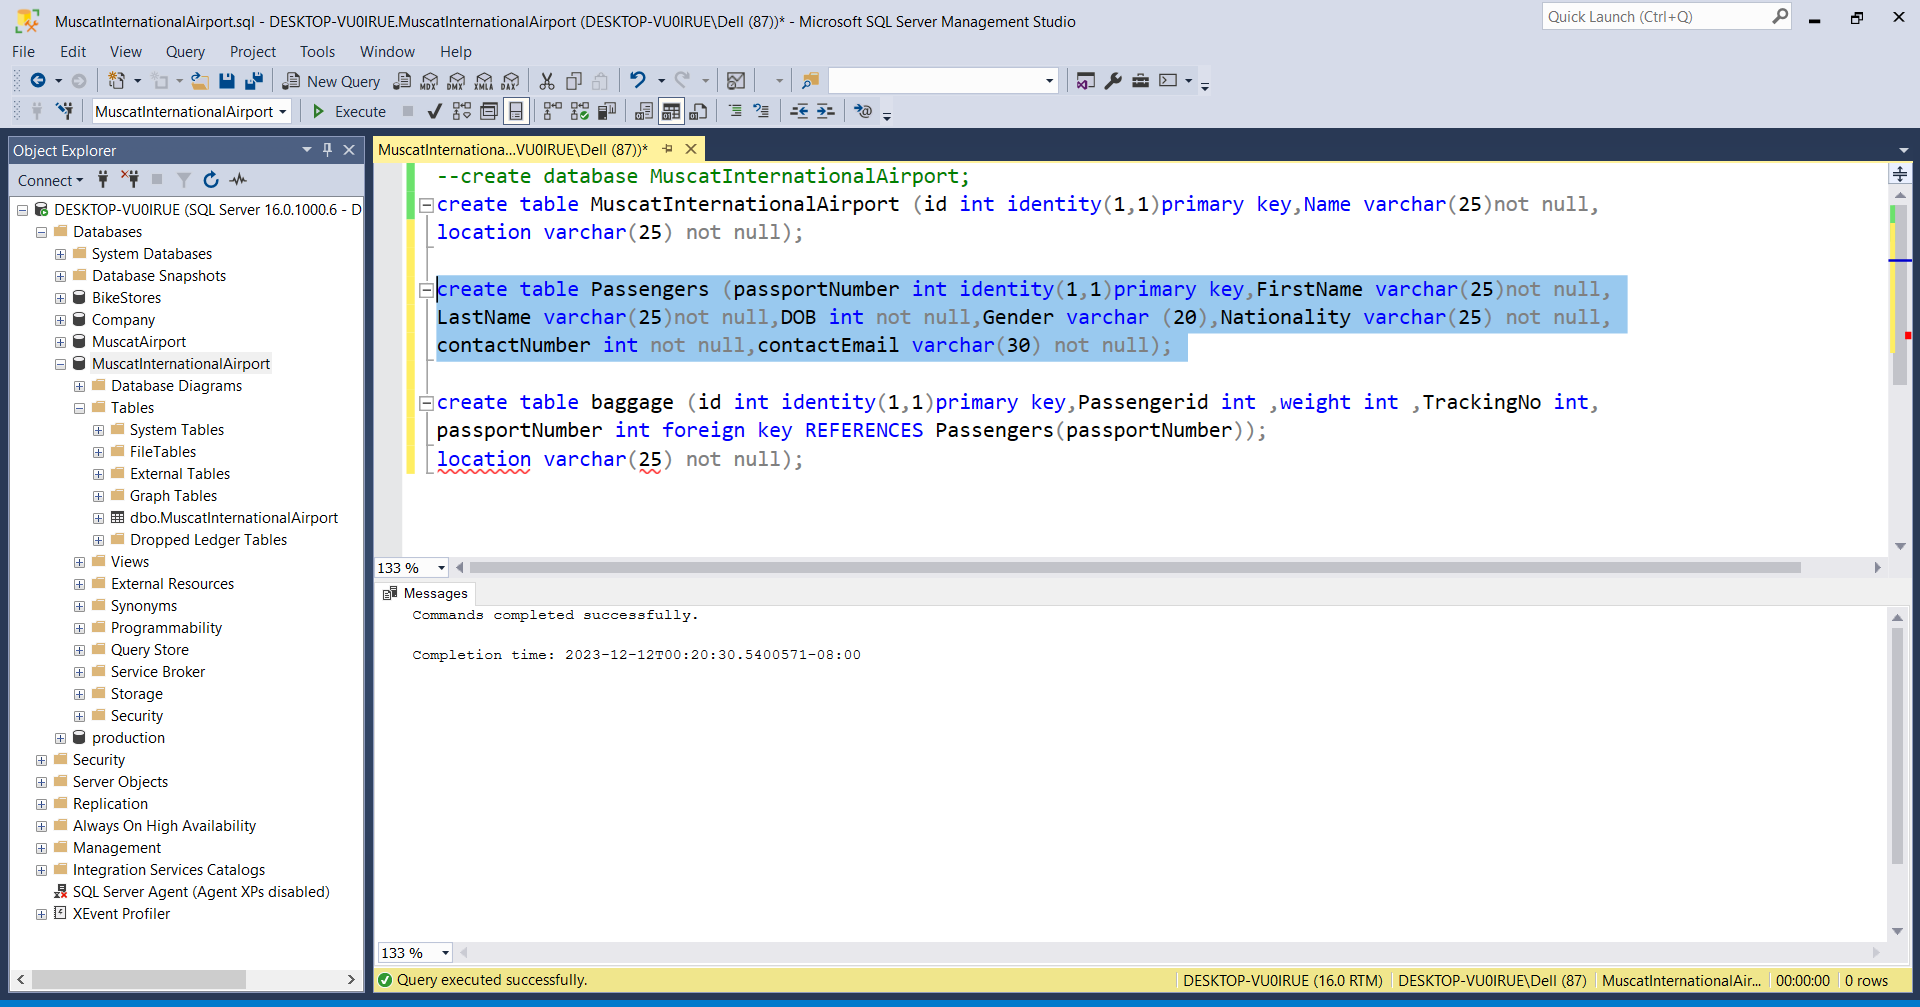 MuscatInternationalAirport.sql - DESKTOP-VU0IRUE.MuscatInternationalAirport (DESKTOP-VU0IRUE\Dell (87))* - Microsoft SQL Server Management Studio
Quick Launch (Ctrl+Q)
File Edit View Query Project Tools Window Help
New Query MDX DMX XMLA DAX
MuscatInternationalAirport Execute
Object Explorer
Connect
DESKTOP-VU0IRUE (SQL Server 16.0.1000.6 - D
Databases
System Databases
Database Snapshots
BikeStores
Company
MuscatAirport
MuscatInternationalAirport
Database Diagrams
Tables
System Tables
FileTables
External Tables
Graph Tables
dbo.MuscatInternationalAirport
Dropped Ledger Tables
Views
External Resources
Synonyms
Programmability
Query Store
Service Broker
Storage
Security
production
Security
Server Objects
Replication
Always On High Availability
Management
Integration Services Catalogs
SQL Server Agent (Agent XPs disabled)
XEvent Profiler
MuscatInternationa...VU0IRUE\Dell (87))*
--create database MuscatInternationalAirport;
create table MuscatInternationalAirport (id int identity(1,1)primary key,Name varchar(25)not null,
location varchar(25) not null);
create table Passengers (passportNumber int identity(1,1)primary key,FirstName varchar(25)not null,
LastName varchar(25)not null,DOB int not null,Gender varchar (20),Nationality varchar(25) not null,
contactNumber int not null,contactEmail varchar(30) not null);
create table baggage (id int identity(1,1)primary key,Passengerid int ,weight int ,TrackingNo int,
passportNumber int foreign key REFERENCES Passengers(passportNumber));
location varchar(25) not null);
133 %
Messages
Commands completed successfully.
Completion time: 2023-12-12T00:20:30.5400571-08:00
133 %
Query executed successfully.
DESKTOP-VU0IRUE (16.0 RTM) DESKTOP-VU0IRUE\Dell (87) MuscatInternationalAir... 00:00:00 0 rows